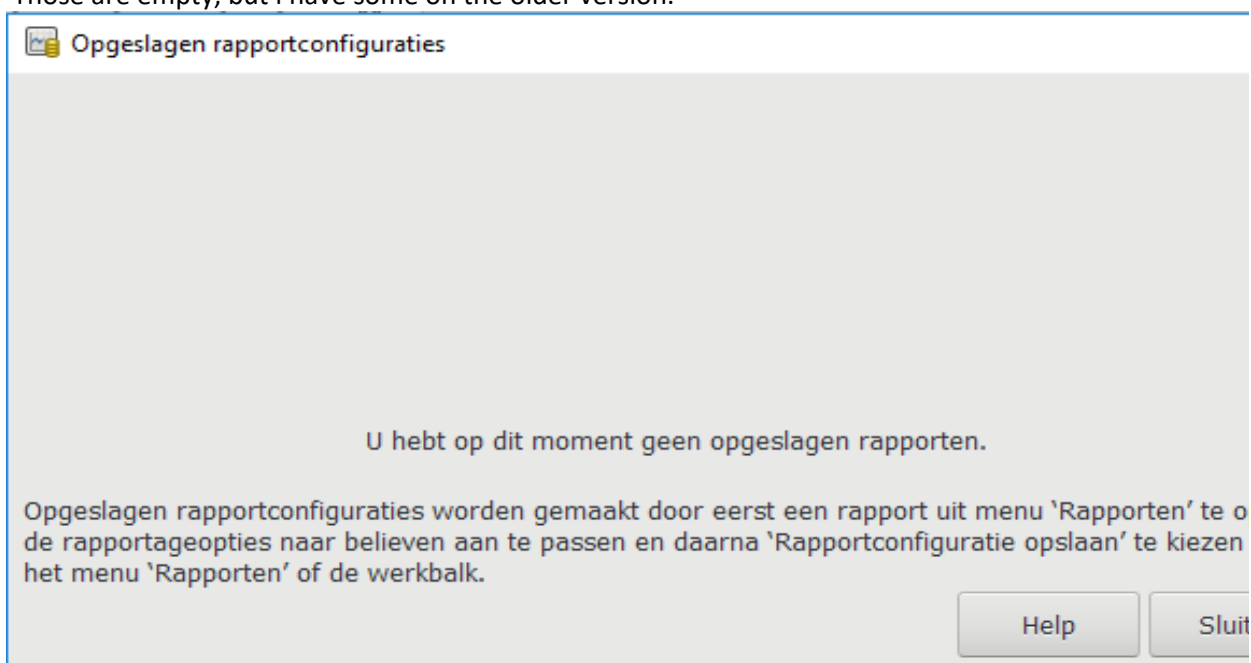 Those are empty, but I have some on the older version.
Opgeslagen rapportconfiguraties
U hebt op dit moment geen opgeslagen rapporten.
Opgeslagen rapportconfiguraties worden gemaakt door eerst een rapport uit menu ‘Rapporten’ te o
de rapportageopties naar believen aan te passen en daarna ‘Rapportconfiguratie opslaan’ te kiezen
het menu ‘Rapporten’ of de werkbalk.
Help
Sluit